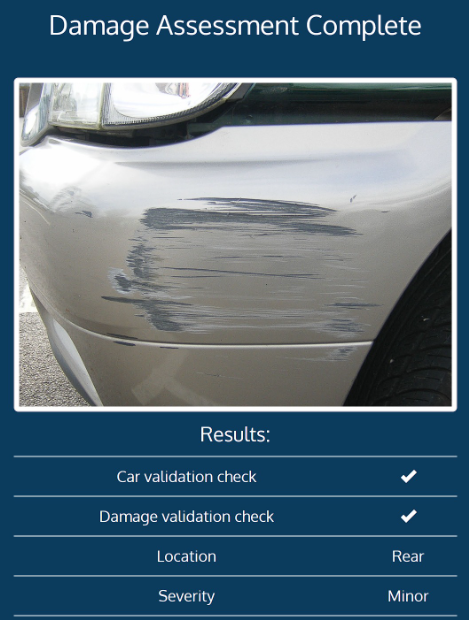 Damage Assessment Complete
Results:
Car validation check ✔
Damage validation check ✔
Location Rear
Severity Minor